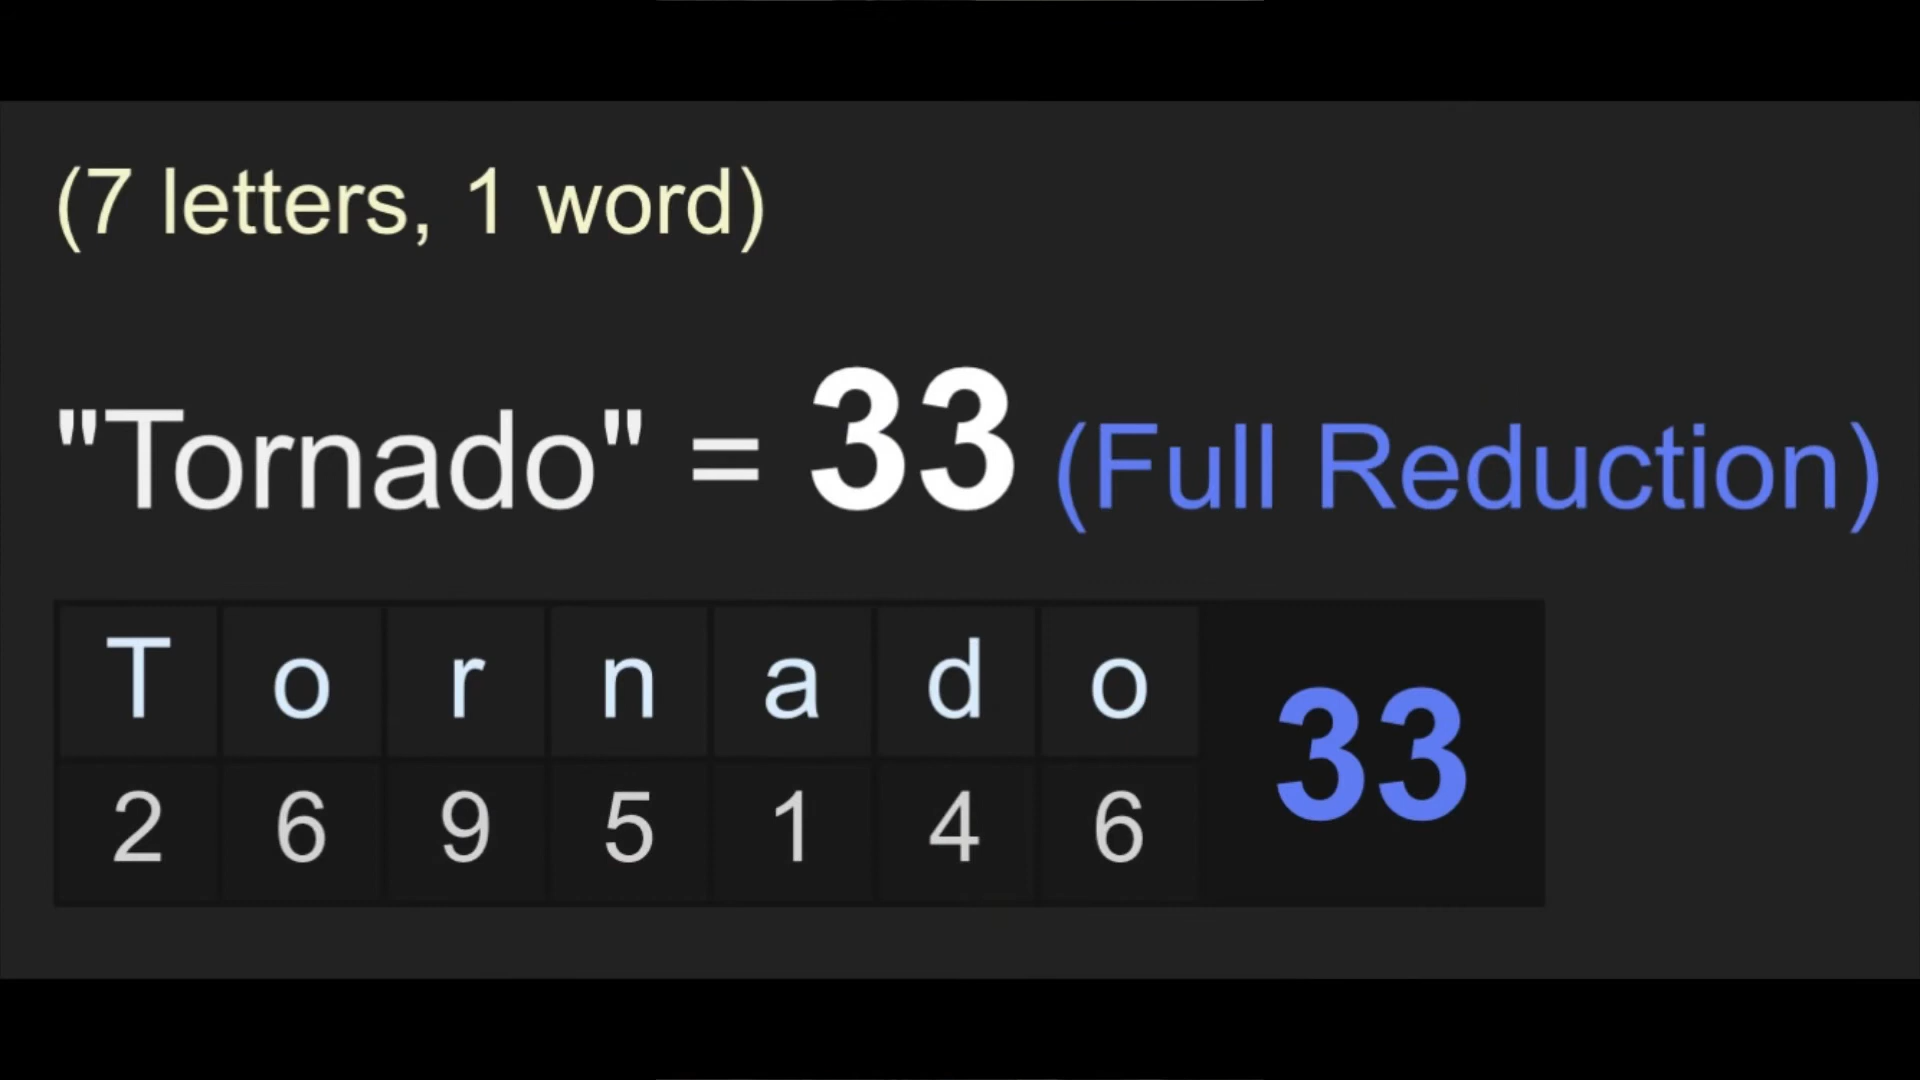 (7 letters, 1 word)
"Tornado" = 33 (Full Reduction)
T o r n a d o 33
2 6 9 5 1 4 6